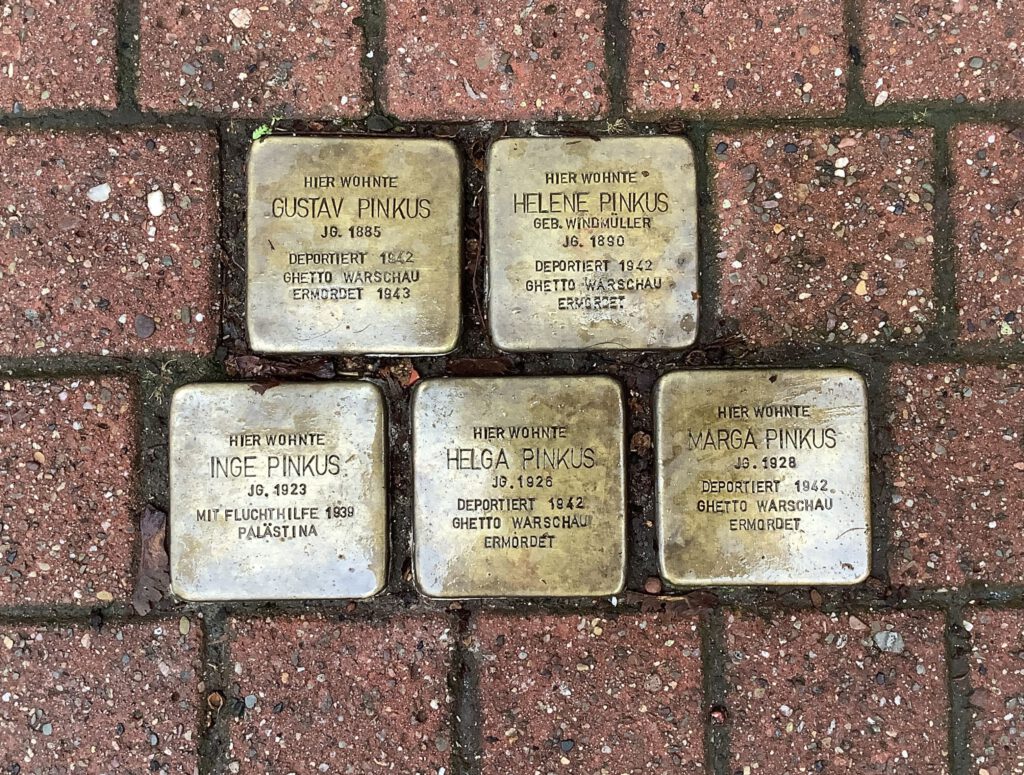 HIER WOHNTE
GUSTAV PINKUS
JG. 1885
DEPORTIERT 1942
GHETTO WARSCHAU
ERMORDET 1943
HIER WOHNTE
HELENE PINKUS
GEB. WINDMÜLLER
JG. 1890
DEPORTIERT 1942
GHETTO WARSCHAU
ERMORDET
HIER WOHNTE
INGE PINKUS
JG. 1923
MIT FLUCHTHILFE 1939
PALÄSTINA
HIER WOHNTE
HELGA PINKUS
JG. 1926
DEPORTIERT 1942
GHETTO WARSCHAU
ERMORDET
HIER WOHNTE
MARGA PINKUS
JG. 1928
DEPORTIERT 1942
GHETTO WARSCHAU
ERMORDET